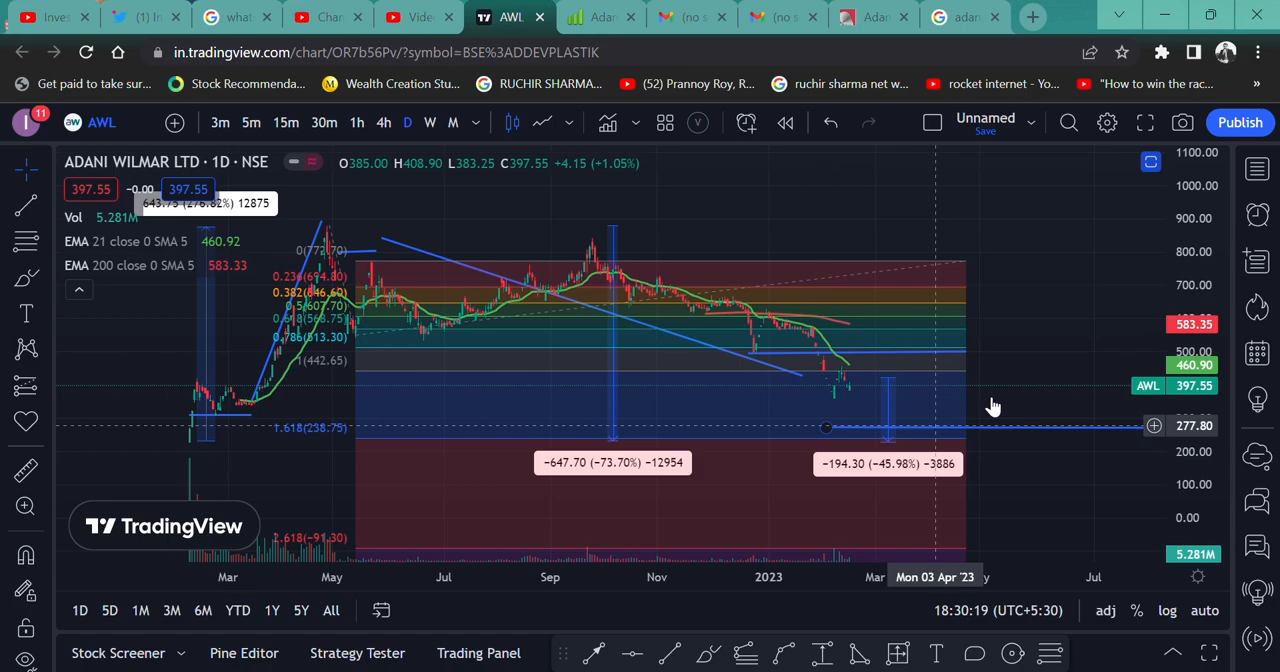 Inves
(1) In
what
Chan
Video
AWL
Adan
(no s
(no s
Adan
adan
in.tradingview.com/chart/OR7b56Pv/?symbol=BSE%3ADDEVPLASTIK
Get paid to take sur...
Stock Recommenda...
Wealth Creation Stu...
RUCHIR SHARMA...
(52) Prannoy Roy, R...
ruchir sharma net w...
rocket internet - Yo...
"How to win the rac...
»
I 11
AWL
3m 5m 15m 30m 1h 4h D W M
Unnamed
Save
Publish
ADANI WILMAR LTD · 1D · NSE
O385.00 H408.90 L383.25 C397.55 +4.15 (+1.05%)
397.55 −0.00 397.55
643.75 (276.82%) 12875
Vol 5.281M
EMA 21 close 0 SMA 5 460.92
EMA 200 close 0 SMA 5 583.33
0(772.70)
0.236(694.80)
0.382(646.60)
0.5(607.70)
0.618(568.75)
0.786(513.30)
1(442.65)
1.618(238.75)
2.618(−91.30)
−647.70 (−73.70%) −12954
−194.30 (−45.98%) −3886
TradingView
1100.00
1000.00
900.00
800.00
700.00
583.35
500.00
460.90
AWL 397.55
277.80
200.00
100.00
0.00
5.281M
Mar May Jul Sep Nov 2023 Mar Mon 03 Apr '23 Jul
1D 5D 1M 3M 6M YTD 1Y 5Y All
18:30:19 (UTC+5:30) adj % log auto
Stock Screener Pine Editor Strategy Tester Trading Panel